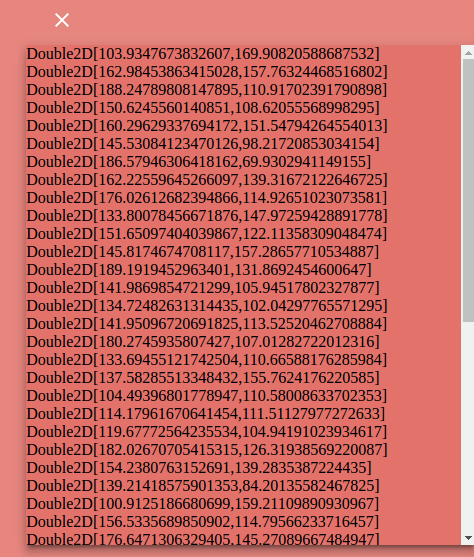 Double2D[103.9347673832607,169.90820588687532]
Double2D[162.98453863415028,157.76324468516802]
Double2D[188.24789808147895,110.91702391790898]
Double2D[150.6245560140851,108.62055568998295]
Double2D[160.29629337694172,151.54794264554013]
Double2D[145.53084123470126,98.21720853034154]
Double2D[186.57946306418162,69.9302941149155]
Double2D[162.22559645266097,139.31672122646725]
Double2D[176.02612682394866,114.92651023073581]
Double2D[133.80078456671876,147.97259428891778]
Double2D[151.65097404039867,122.11358309048474]
Double2D[145.8174674708117,157.28657710534887]
Double2D[189.1919452963401,131.8692454600647]
Double2D[141.9869854721299,105.94517802327877]
Double2D[134.72482631314435,102.04297765571295]
Double2D[141.95096720691825,113.52520462708884]
Double2D[180.2745935807427,107.01282722012316]
Double2D[133.69455121742504,110.66588176285984]
Double2D[137.58285513348432,155.7624176220585]
Double2D[104.49396801778947,110.58008633702353]
Double2D[114.17961670641454,111.51127977272633]
Double2D[119.67772564235534,104.94191023934617]
Double2D[182.02670705415315,126.31938569220087]
Double2D[154.2380763152691,139.2835387224435]
Double2D[139.21418575901353,84.20135582467825]
Double2D[100.9125186680699,159.21109890930967]
Double2D[156.5335689850902,114.79566233716457]
Double2D[176.6471306329405,145.27089667484947]